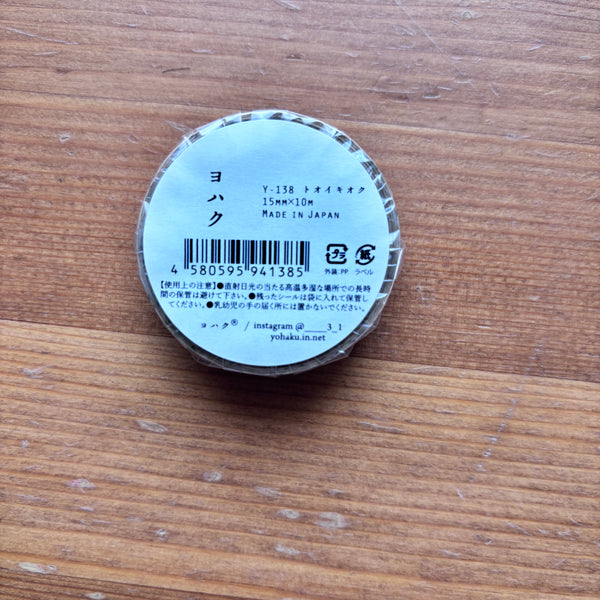 ヨハク
Y-138 トオイキオク
15MM×10M
MADE IN JAPAN
4 580595 941385
プラ 紙
外装:PP ラベル
【使用上の注意】●直射日光の当たる高温多湿な場所での長時
間の保管は避けて下さい。●残ったシールは袋に入れて保管し
てください。●乳幼児の手の届く所には置かないでください。
ヨハク® / instagram @____3_1
yohaku.in.net